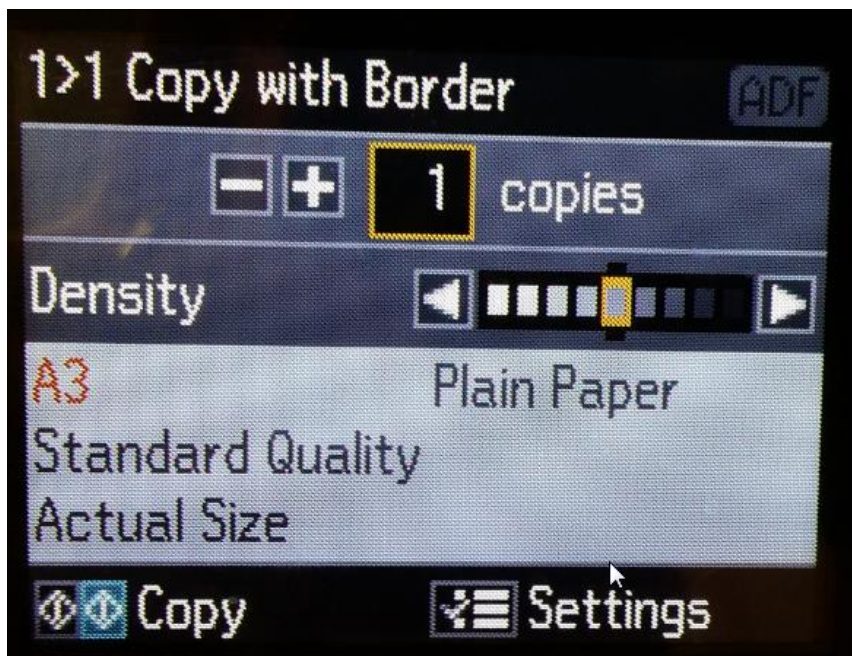 1>1 Copy with Border ADF
1 copies
Density
A3 Plain Paper
Standard Quality
Actual Size
Copy Settings